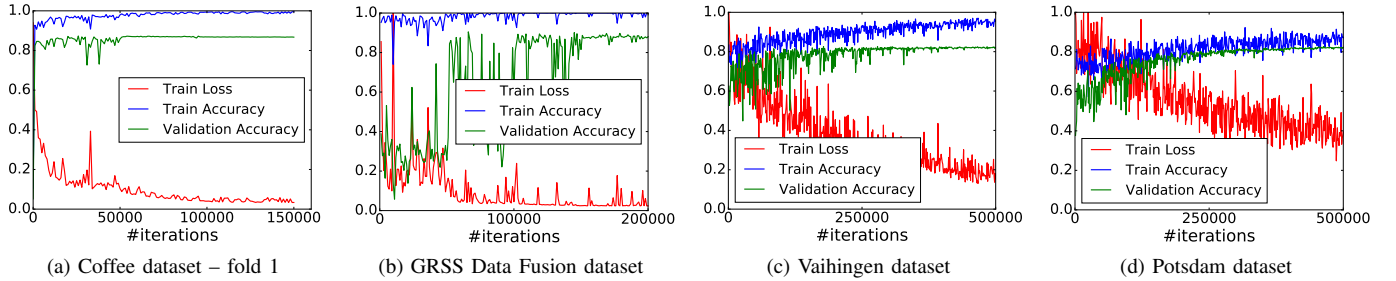 1.0
0.8
0.6
0.4
0.2
0.0
Train Loss
Train Accuracy
Validation Accuracy
0
50000
100000
150000
#iterations
(a) Coffee dataset – fold 1
1.0
0.8
0.6
0.4
0.2
0.0
Train Loss
Train Accuracy
Validation Accuracy
0
100000
200000
#iterations
(b) GRSS Data Fusion dataset
1.0
0.8
0.6
0.4
0.2
0.0
Train Loss
Train Accuracy
Validation Accuracy
0
250000
500000
#iterations
(c) Vaihingen dataset
1.0
0.8
0.6
0.4
0.2
0.0
Train Loss
Train Accuracy
Validation Accuracy
0
250000
500000
#iterations
(d) Potsdam dataset